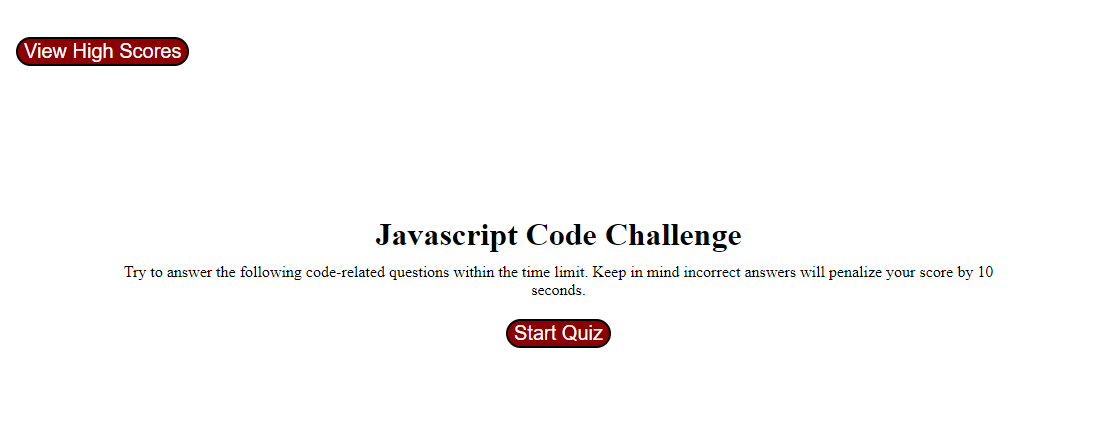 View High Scores
Javascript Code Challenge
Try to answer the following code-related questions within the time limit. Keep in mind incorrect answers will penalize your score by 10
seconds.
Start Quiz